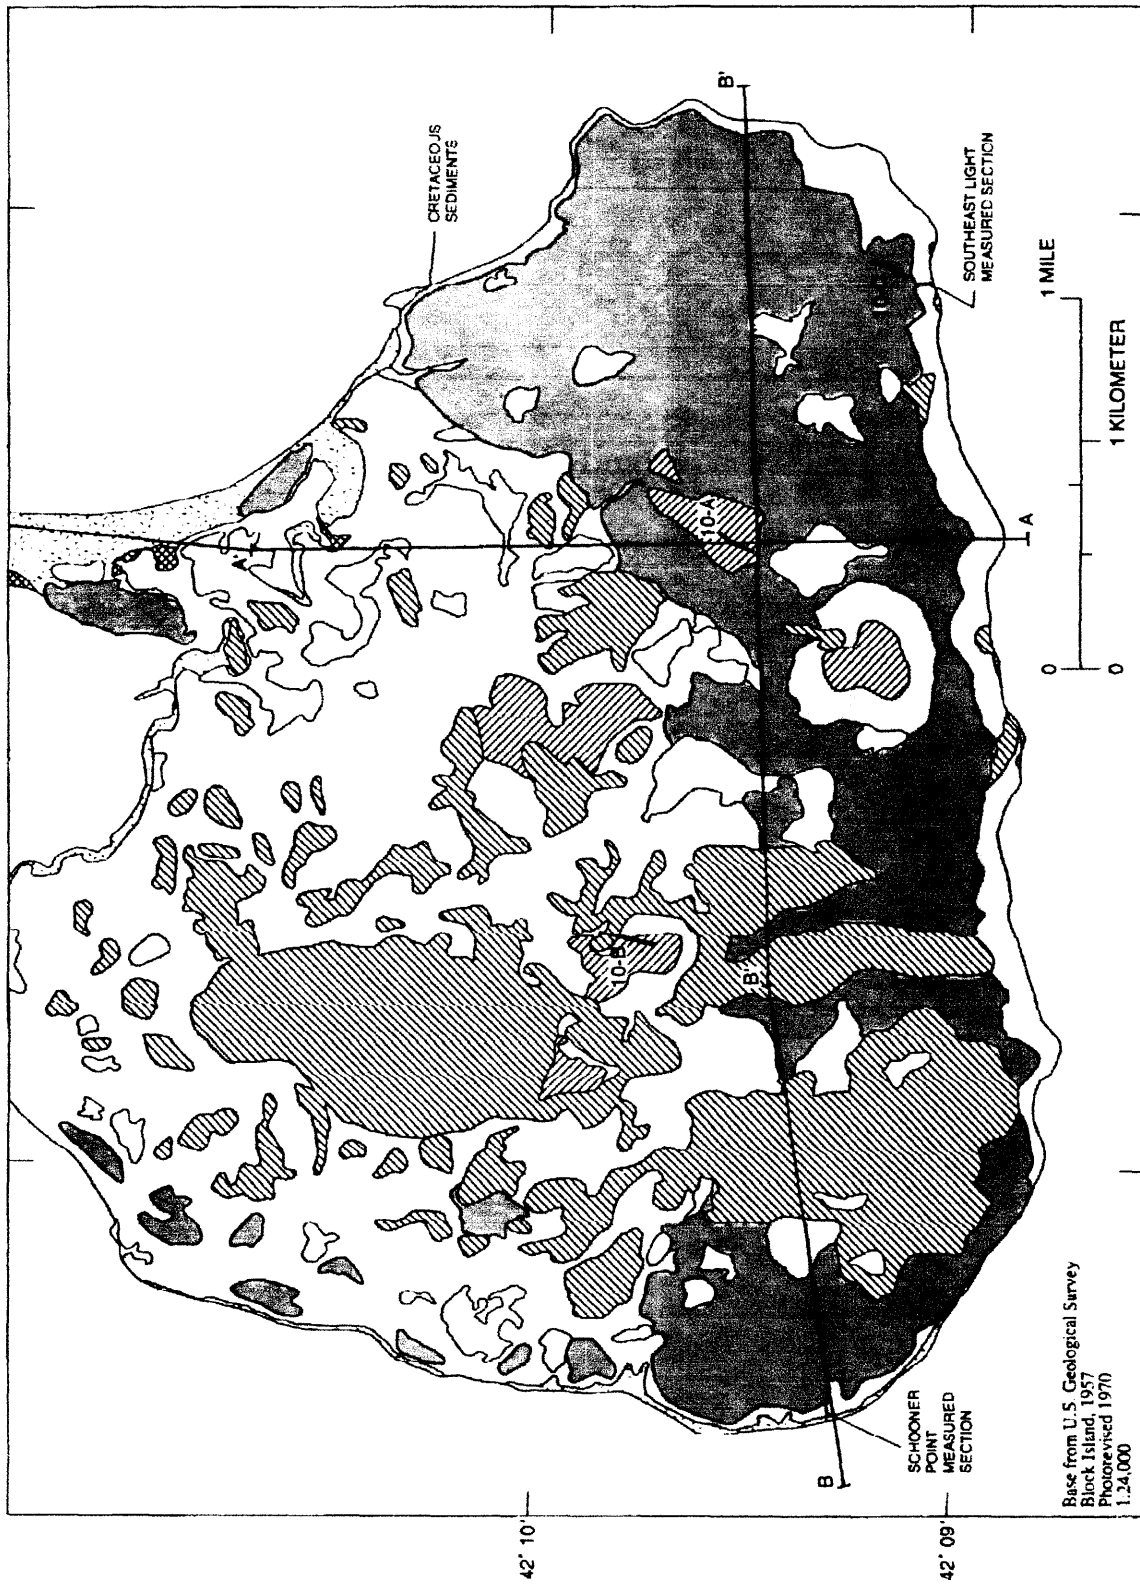 B'
CRETACEOUS
SEDIMENTS
SOUTHEAST LIGHT
MEASURED SECTION
1 MILE
1 KILOMETER
0
0
10-A
A'
A
10-B
B'
B
SCHOONER
POINT
MEASURED
SECTION
42° 10'
42° 09'
Base from U.S. Geological Survey
Block Island, 1957
Photorevised 1970
1:24,000